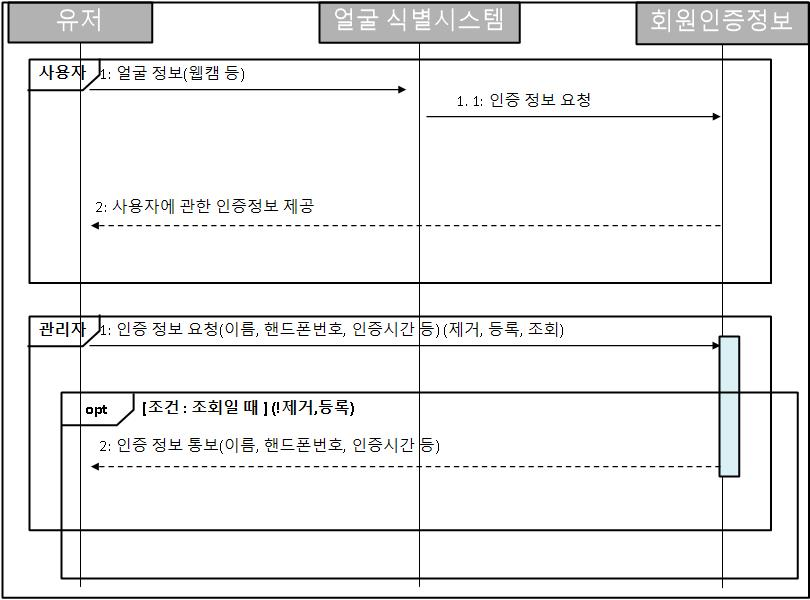 유저
얼굴 식별시스템
회원인증정보
사용자
1: 얼굴 정보(웹캠 등)
1. 1: 인증 정보 요청
2: 사용자에 관한 인증정보 제공
관리자
1: 인증 정보 요청(이름, 핸드폰번호, 인증시간 등) (제거, 등록, 조회)
opt
[조건 : 조회일 때 ] (!제거,등록)
2: 인증 정보 통보(이름, 핸드폰번호, 인증시간 등)